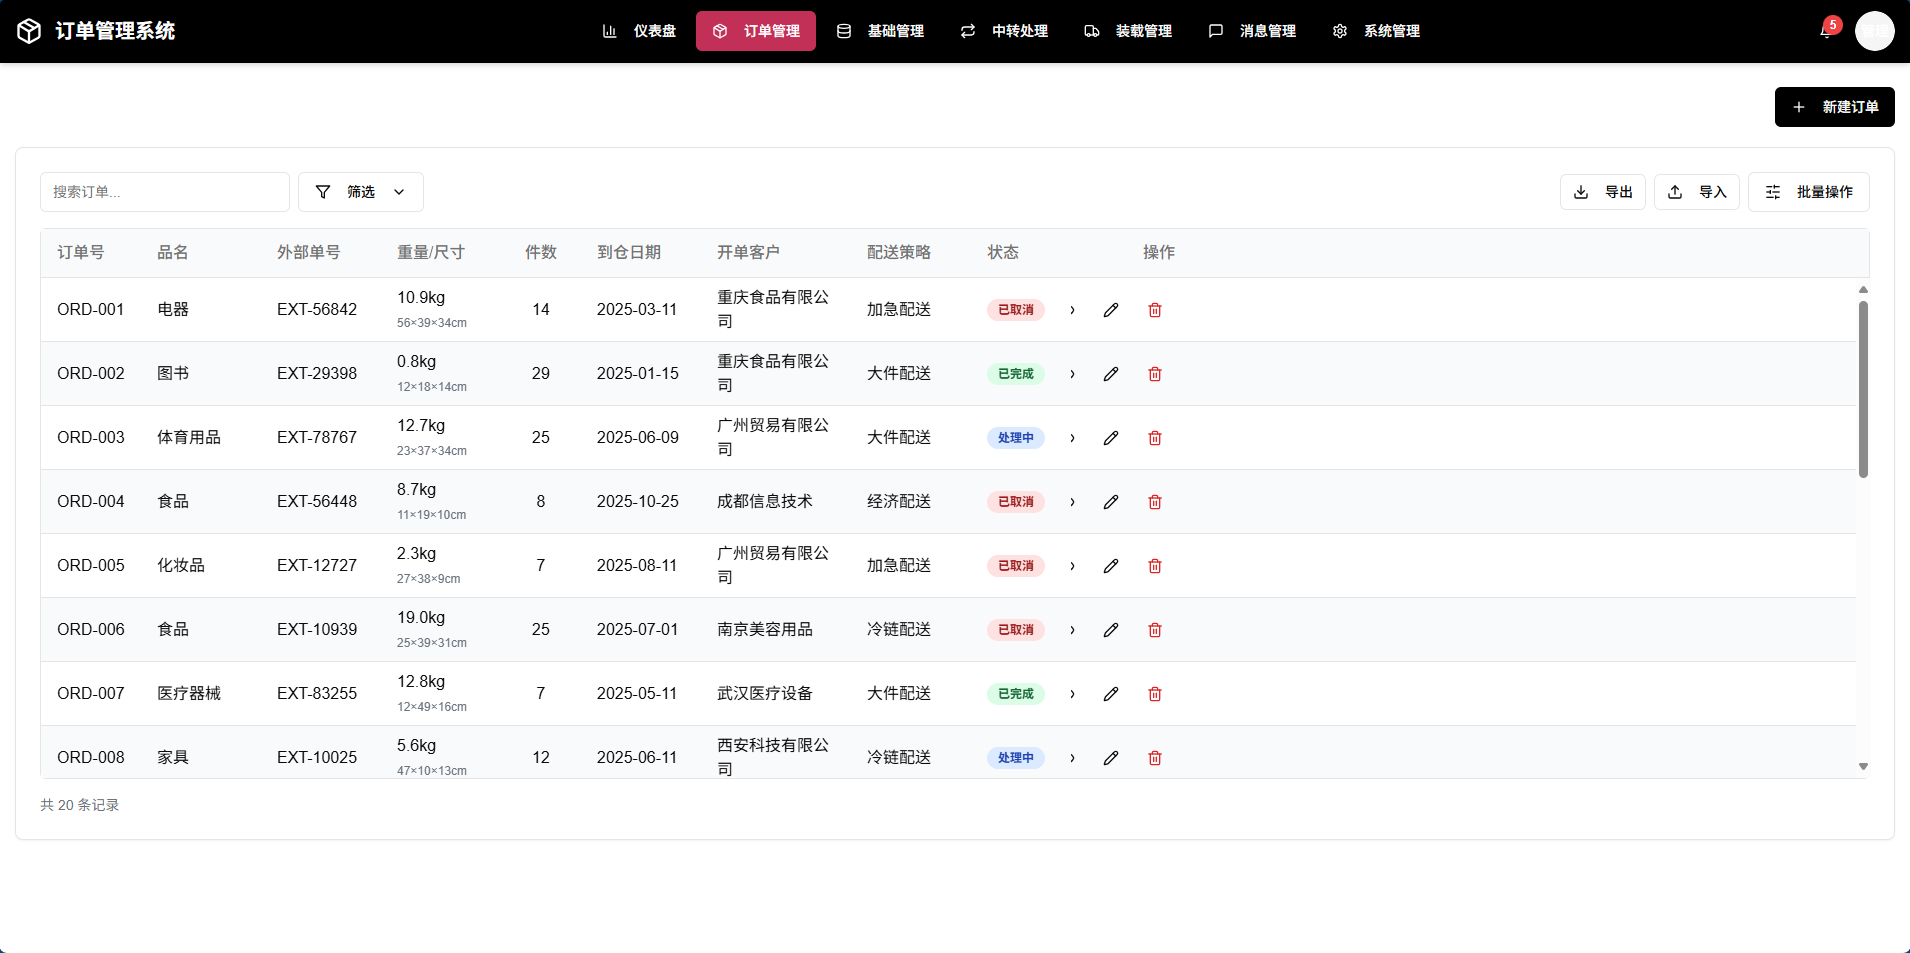 订单管理系统
仪表盘
订单管理
基础管理
中转处理
装载管理
消息管理
系统管理
5
新建订单
搜索订单...
筛选
导出
导入
批量操作
订单号 品名 外部单号 重量/尺寸 件数 到仓日期 开单客户 配送策略 状态 操作
ORD-001 电器 EXT-56842 10.9kg 14 2025-03-11 重庆食品有限公 加急配送 已取消
56×39×34cm 司
ORD-002 图书 EXT-29398 0.8kg 29 2025-01-15 重庆食品有限公 大件配送 已完成
12×18×14cm 司
ORD-003 体育用品 EXT-78767 12.7kg 25 2025-06-09 广州贸易有限公 大件配送 处理中
23×37×34cm 司
ORD-004 食品 EXT-56448 8.7kg 8 2025-10-25 成都信息技术 经济配送 已取消
11×19×10cm
ORD-005 化妆品 EXT-12727 2.3kg 7 2025-08-11 广州贸易有限公 加急配送 已取消
27×38×9cm 司
ORD-006 食品 EXT-10939 19.0kg 25 2025-07-01 南京美容用品 冷链配送 已取消
25×39×31cm
ORD-007 医疗器械 EXT-83255 12.8kg 7 2025-05-11 武汉医疗设备 大件配送 已完成
12×49×16cm
ORD-008 家具 EXT-10025 5.6kg 12 2025-06-11 西安科技有限公 冷链配送 处理中
47×10×13cm 司
共 20 条记录